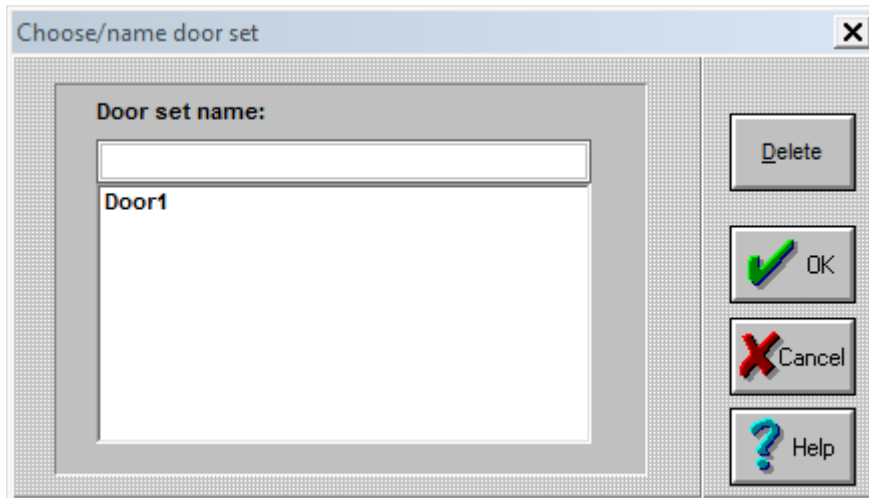 Choose/name door set
Door set name:
Door1
Delete
OK
Cancel
Help